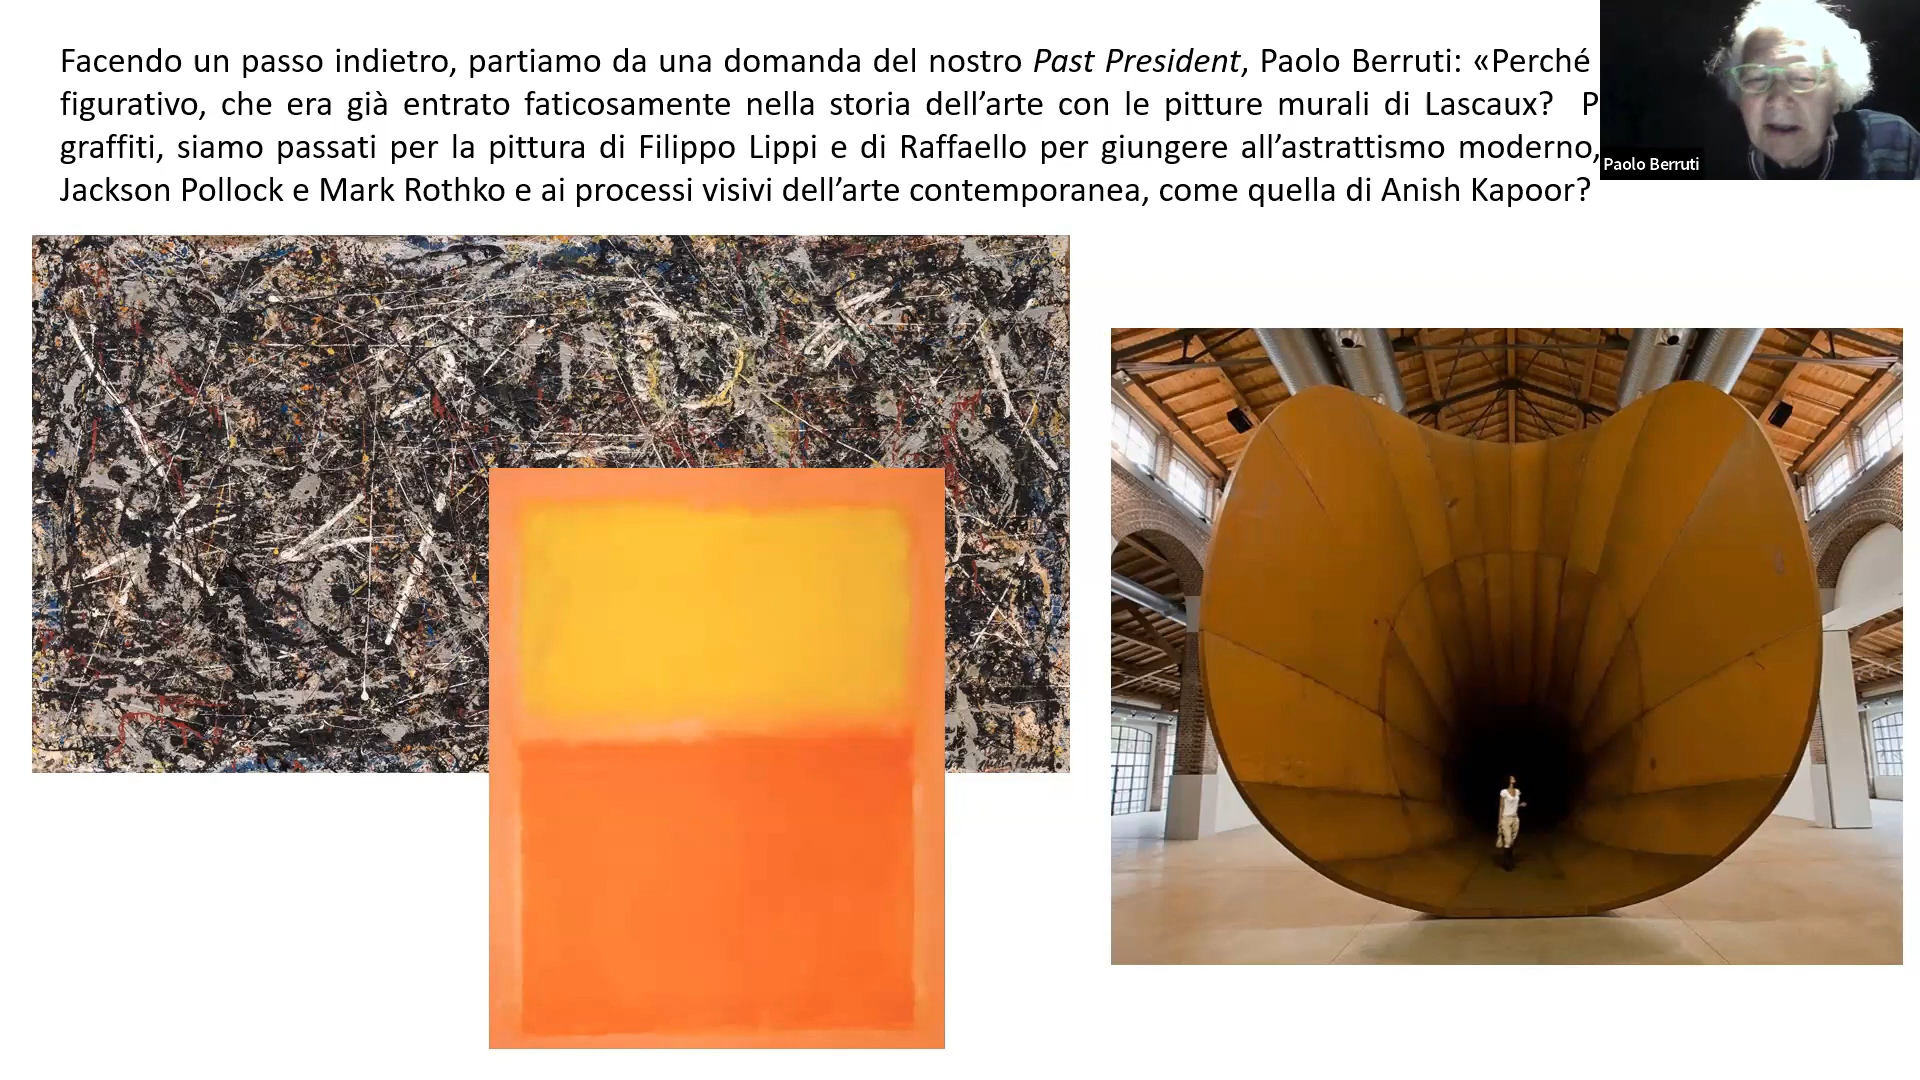 Facendo un passo indietro, partiamo da una domanda del nostro Past President, Paolo Berruti: «Perché
figurativo, che era già entrato faticosamente nella storia dell’arte con le pitture murali di Lascaux? P
graffiti, siamo passati per la pittura di Filippo Lippi e di Raffaello per giungere all’astrattismo moderno,
Jackson Pollock e Mark Rothko e ai processi visivi dell’arte contemporanea, come quella di Anish Kapoor?
Paolo Berruti